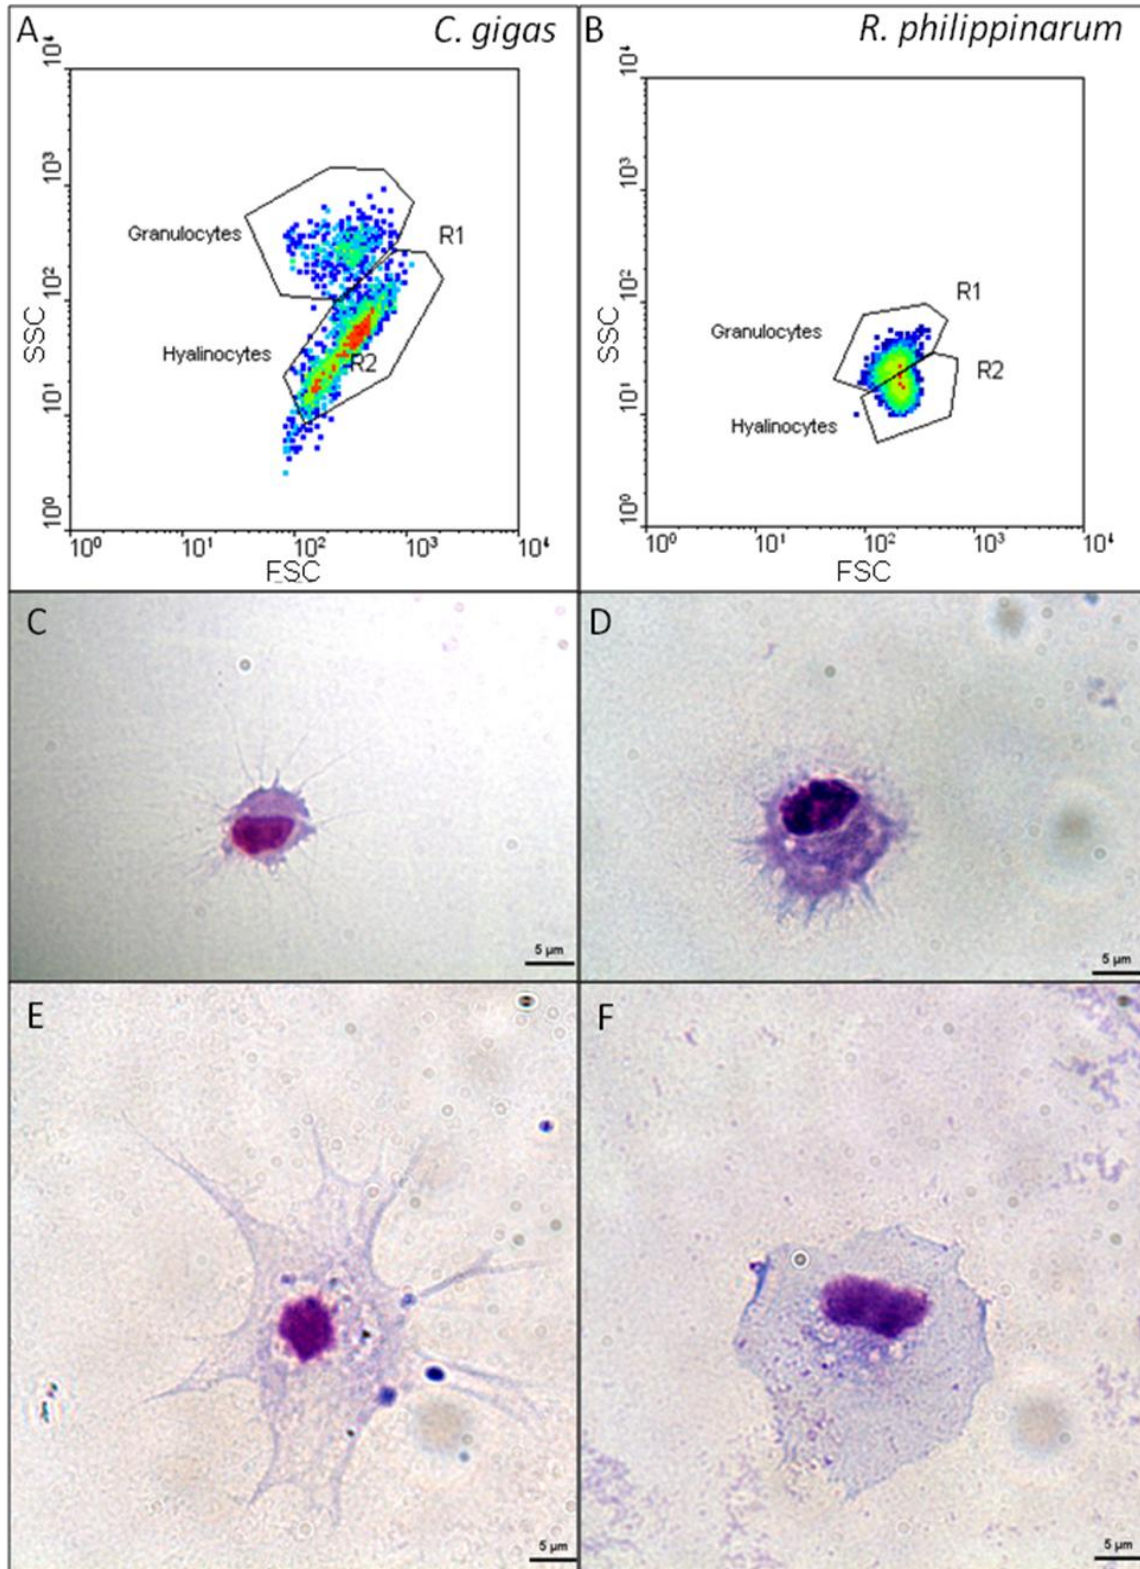 A
C. gigas
10⁴
10³
10²
10¹
10⁰
SSC
Granulocytes
R1
Hyalinocytes
R2
10⁰ 10¹ 10² 10³ 10⁴
FSC
B
R. philippinarum
10⁴
10³
10²
10¹
10⁰
SSC
R1
Granulocytes
R2
Hyalinocytes
10⁰ 10¹ 10² 10³ 10⁴
FSC
C
5 µm
D
5 µm
E
5 µm
F
5 µm